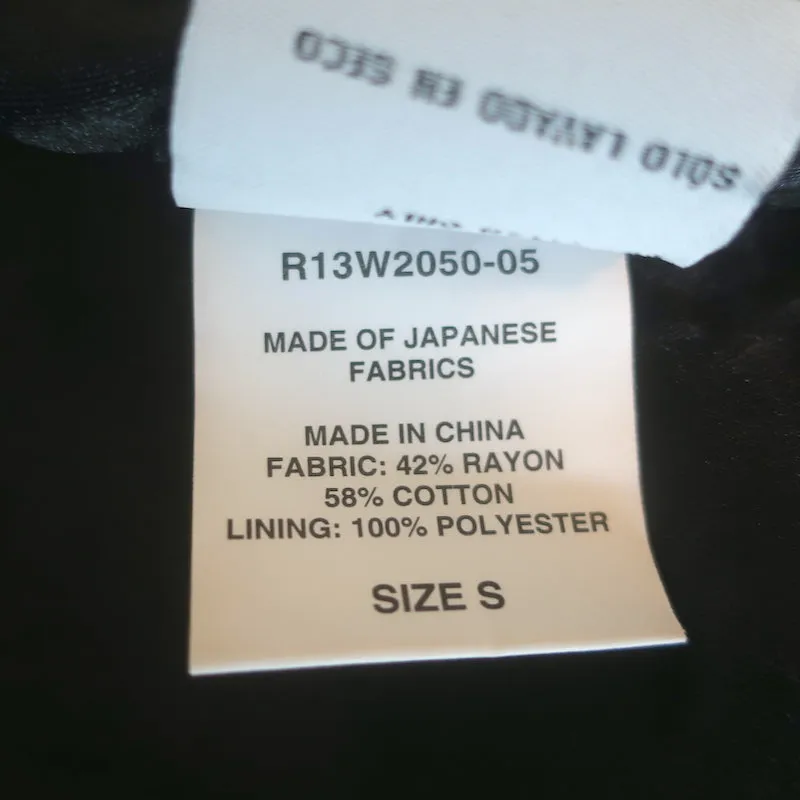 SOLO LAVADO EN SECO
R13W2050-05
MADE OF JAPANESE
FABRICS
MADE IN CHINA
FABRIC: 42% RAYON
58% COTTON
LINING: 100% POLYESTER
SIZE S